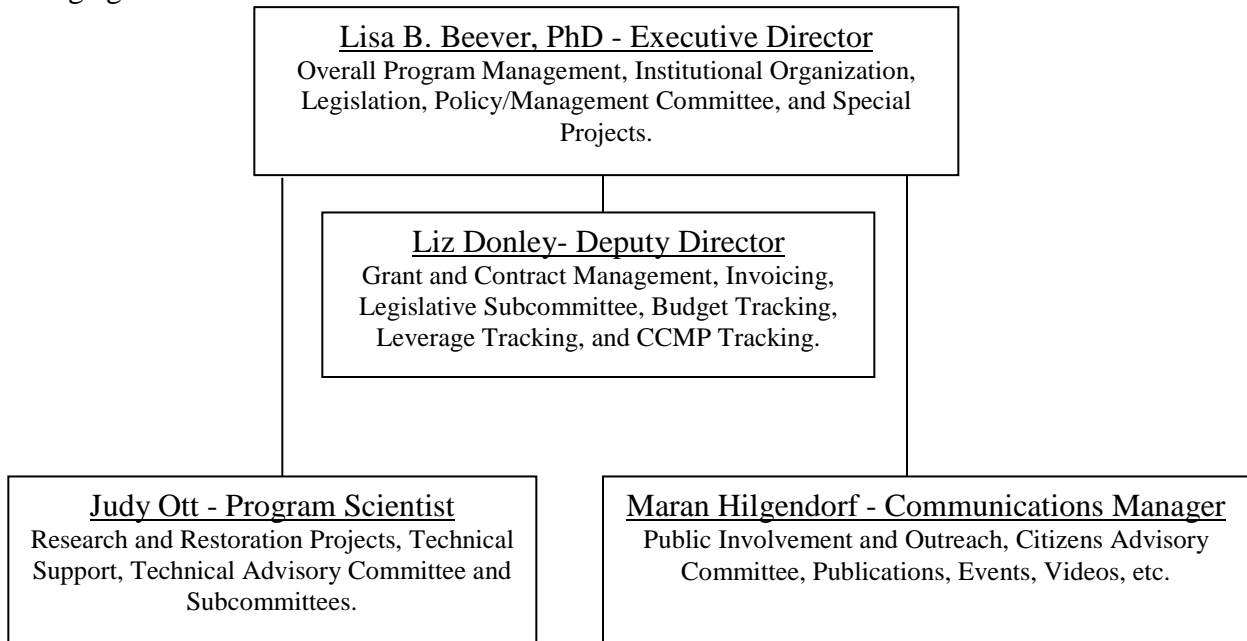 Lisa B. Beever, PhD - Executive Director
Overall Program Management, Institutional Organization,
Legislation, Policy/Management Committee, and Special
Projects.
Liz Donley- Deputy Director
Grant and Contract Management, Invoicing,
Legislative Subcommittee, Budget Tracking,
Leverage Tracking, and CCMP Tracking.
Judy Ott - Program Scientist
Research and Restoration Projects, Technical
Support, Technical Advisory Committee and
Subcommittees.
Maran Hilgendorf - Communications Manager
Public Involvement and Outreach, Citizens Advisory
Committee, Publications, Events, Videos, etc.